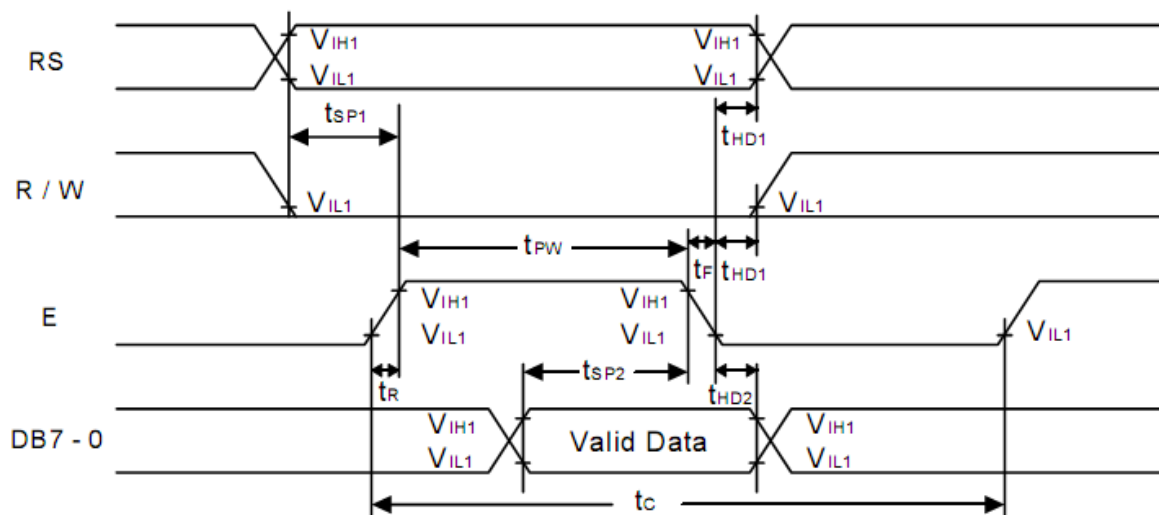 RS
VIH1 VIH1
VIL1 VIL1
tSP1
tHD1
R / W
VIL1 VIL1
tPW
tF tHD1
E
VIH1 VIH1
VIL1 VIL1 VIL1
tR
tSP2
tHD2
DB7 - 0
VIH1 VIH1
Valid Data
VIL1 VIL1
tC